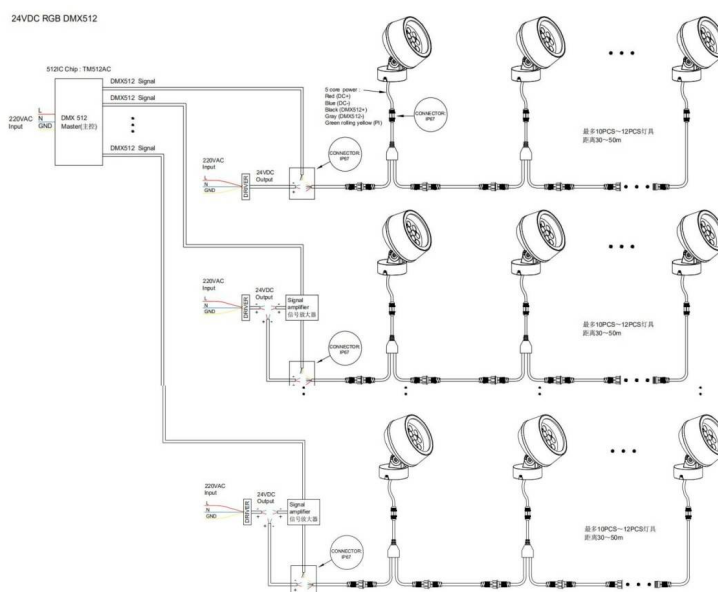 24VDC RGB DMX512
512IC Chip : TM512AC
DMX512 Signal
DMX512 Signal
DMX512 Signal
220VAC
Input
L
N
GND
DMX 512
Master(主控)
5 core power :
Red (DC+)
Blue (DC-)
Black (DMX512+)
Gray (DMX512-)
Green rolling yellow (PI)
CONNECTOR:
IP67
CONNECTOR:
IP67
220VAC
Input
L
N
GND
DRIVER
24VDC
Output
+
-
最多10PCS~12PCS灯具
距离30~50m
220VAC
Input
L
N
GND
DRIVER
24VDC
Output
Signal
amplifier
信号放大器
CONNECTOR:
IP67
最多10PCS~12PCS灯具
距离30~50m
220VAC
Input
L
N
GND
DRIVER
24VDC
Output
Signal
amplifier
信号放大器
CONNECTOR:
IP67
最多10PCS~12PCS灯具
距离30~50m